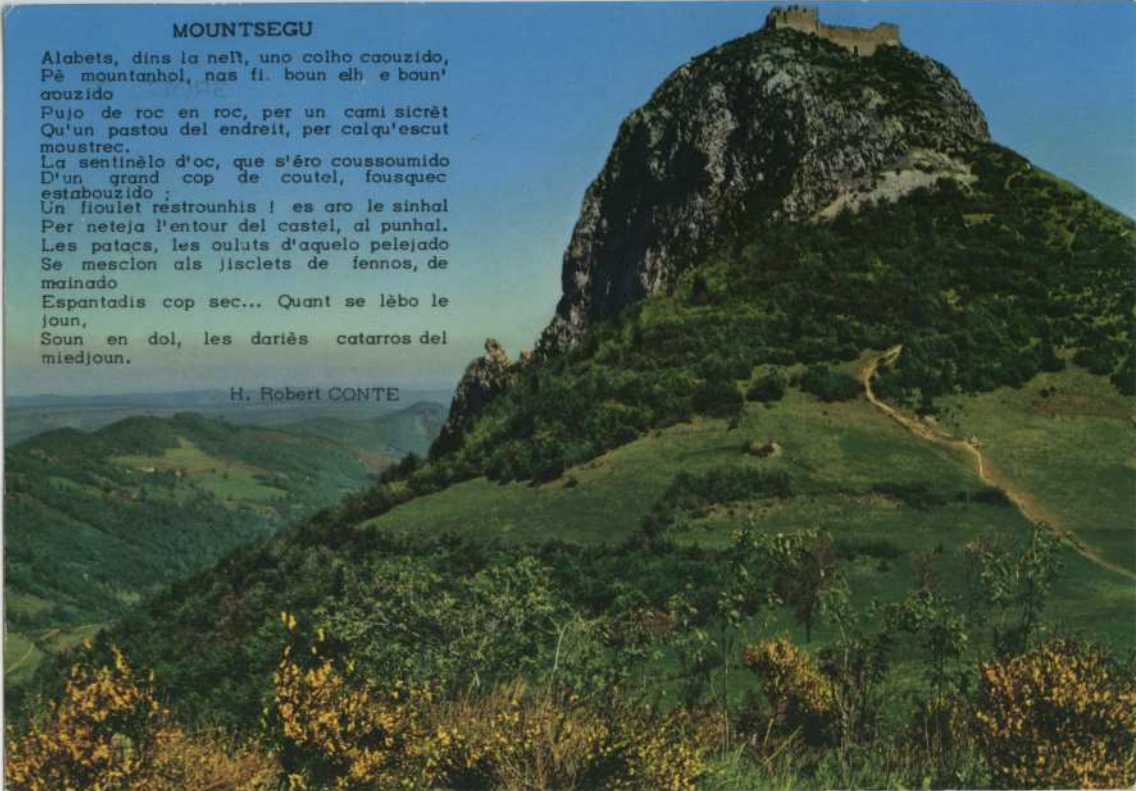 MOUNTSEGU
Alabets, dins la neït, uno colho caouzido,
Pè mountanhol, nas fi. boun elh e boun'
aouzido
Pujo de roc en roc, per un cami sicrèt
Qu'un pastou del endreit, per calqu'escut
moustrec.
La sentinèlo d'oc, que s'éro coussoumido
D'un grand cop de coutel, fousquec
estabouzido ;
Un fioulet restrounhis ! es aro le sinhal
Per neteja l'entour del castel, al punhal.
Les patacs, les ouluts d'aquelo pelejado
Se mesclon als jisclets de fennos, de
mainado
Espantadis cop sec... Quant se lèbo le
joun,
Soun en dol, les dariès catarros del
miedjoun.
H. Robert CONTE